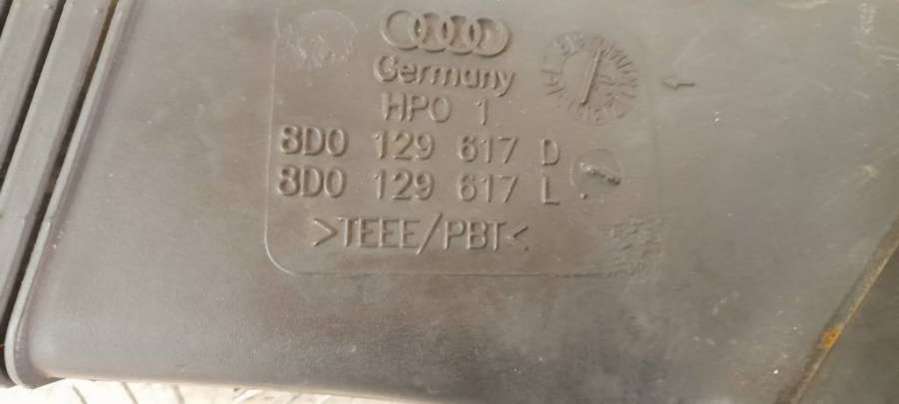 Germany
HPO 1
8D0 129 617 D
8D0 129 617 L
>TEEE/PBT<